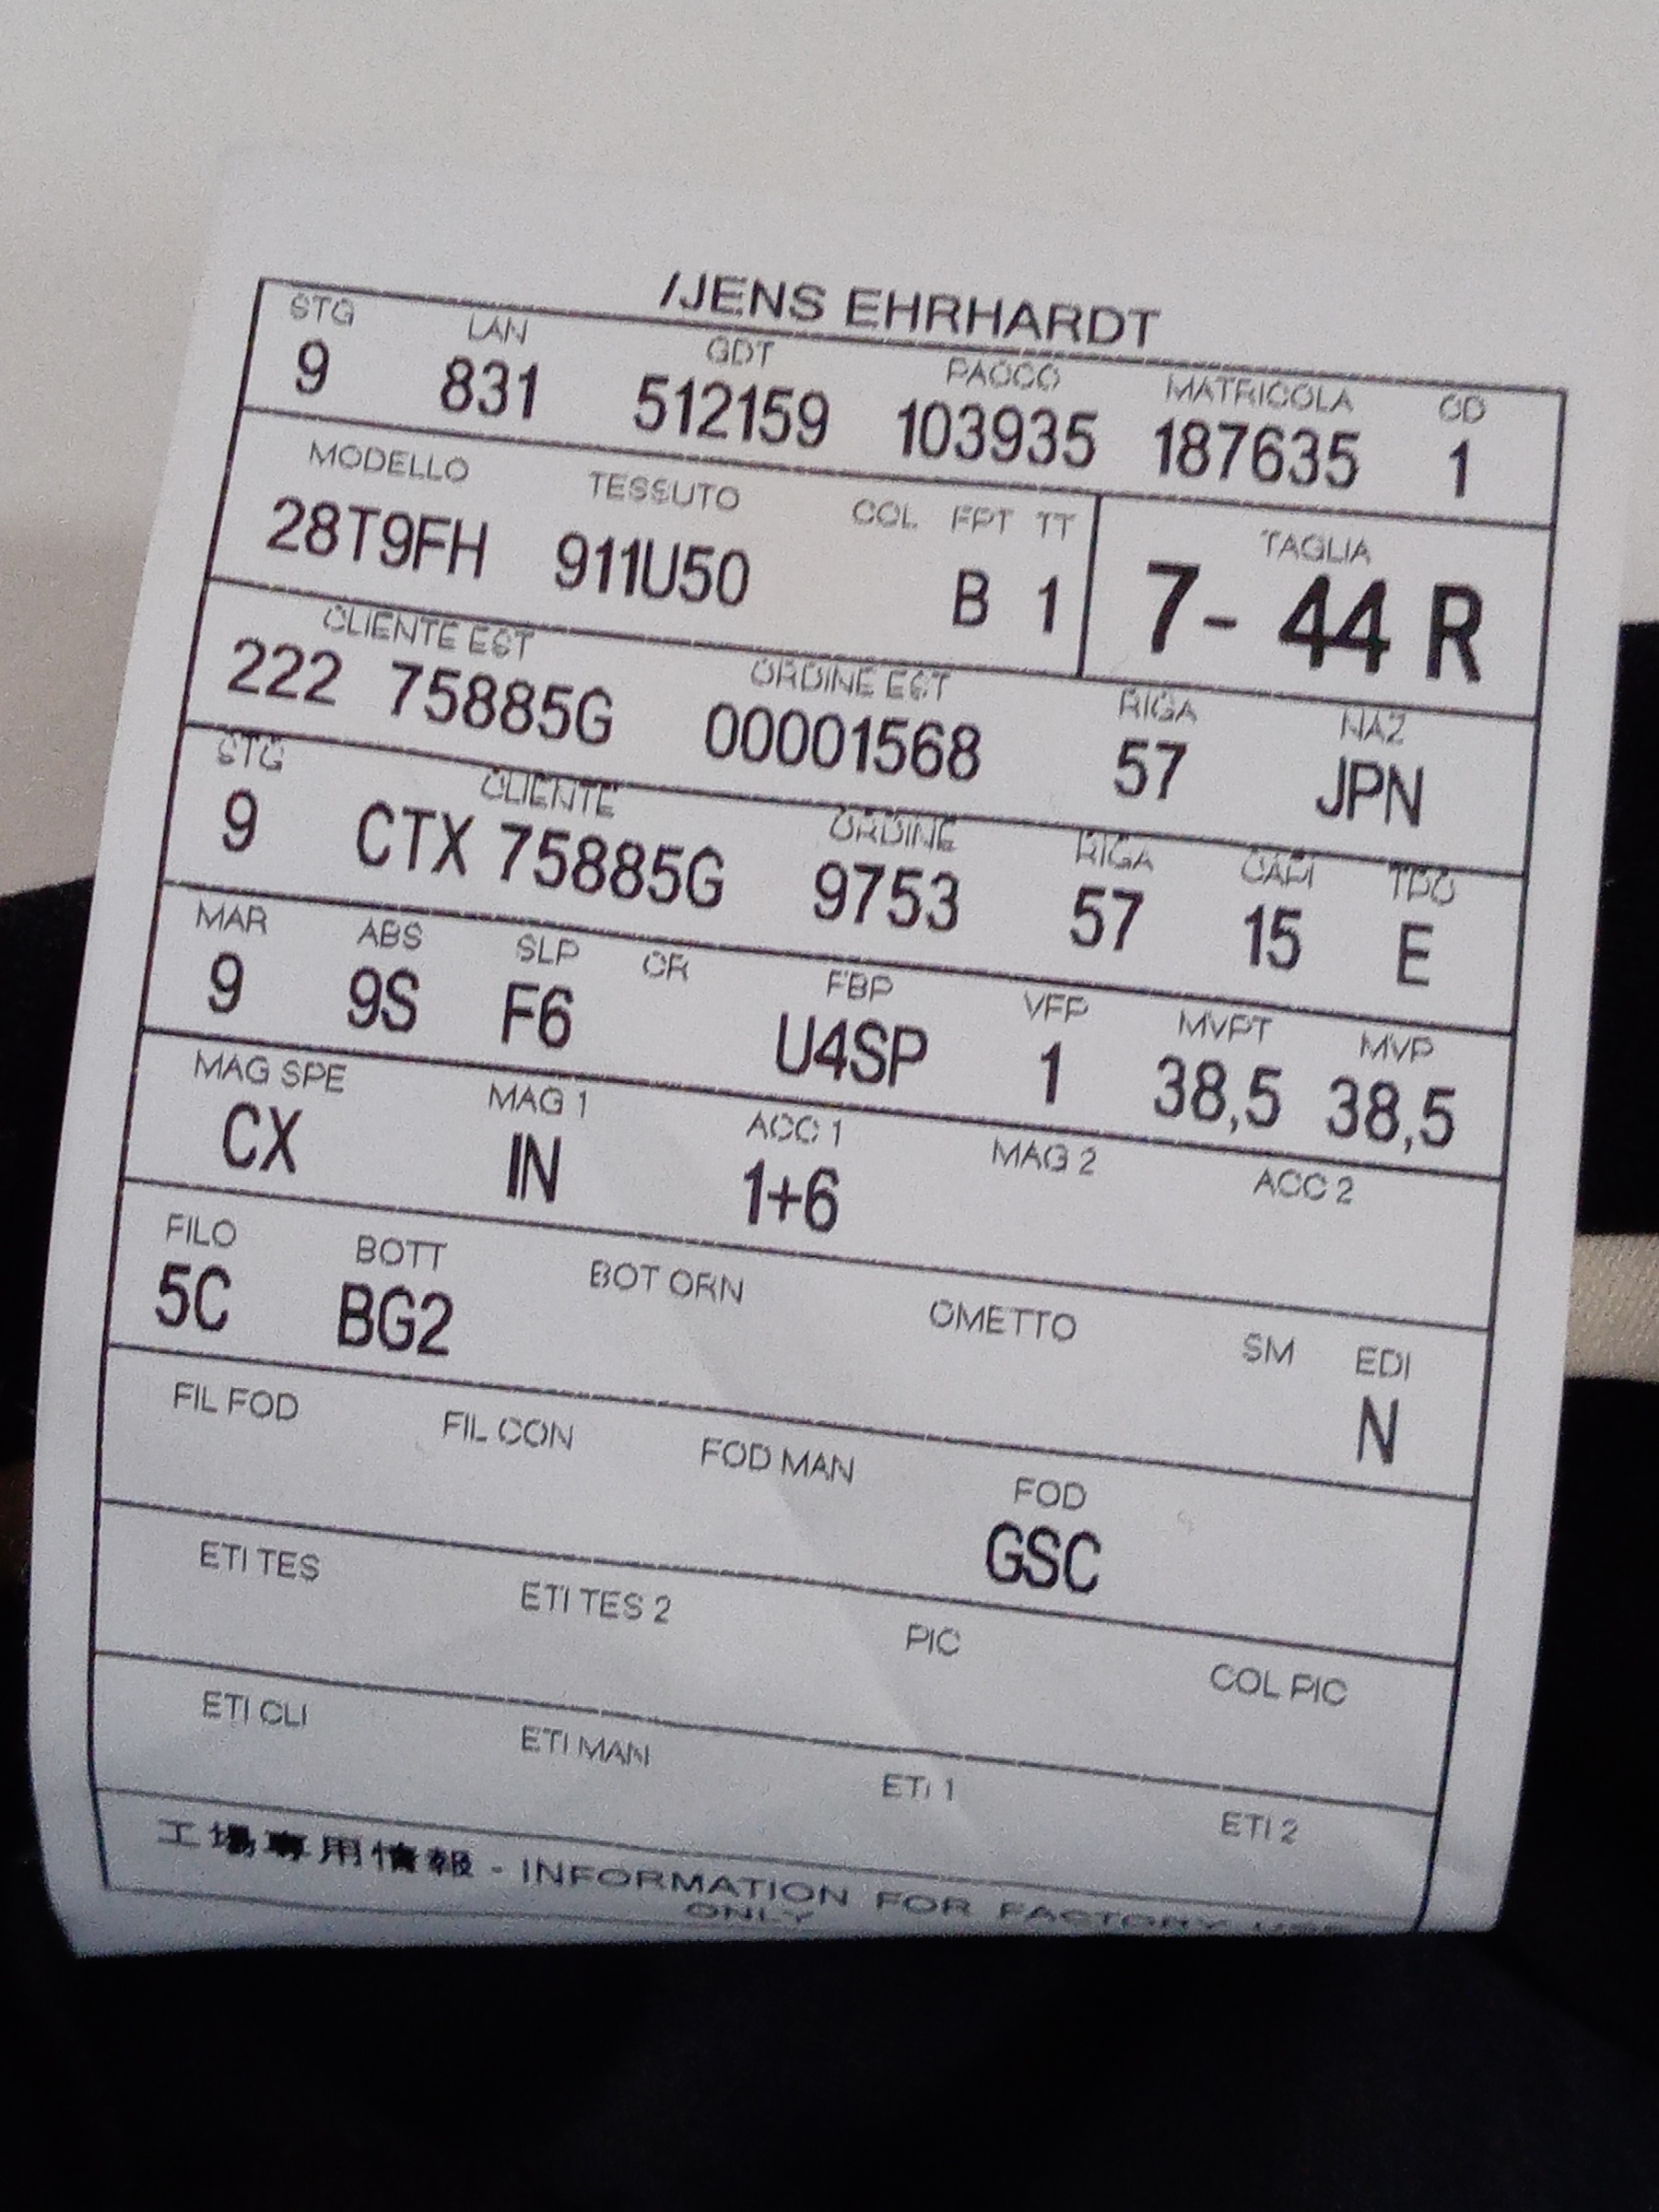 /JENS EHRHARDT
STG LAN GDT PACCO MATRICOLA CD
9 831 512159 103935 187635 1
MODELLO TESSUTO COL FPT TT TAGLIA
28T9FH 911U50 B 1 7- 44 R
CLIENTE EST ORDINE EST RIGA NAZ
222 75885G 00001568 57 JPN
STG CLIENTE ORDINE RIGA CAPI TPO
9 CTX 75885G 9753 57 15 E
MAR ABS SLP CR FBP VFP MVPT MVP
9 9S F6 U4SP 1 38,5 38,5
MAG SPE MAG 1 ACC 1 MAG 2 ACC 2
CX IN 1+6
FILO BOTT BOT ORN OMETTO SM EDI
5C BG2 N
FIL FOD FIL CON FOD MAN FOD
GSC
ETI TES ETI TES 2 PIC COL PIC
ETI CLI ETI MAN ETI 1 ETI 2
工場専用情報 - INFORMATION FOR FACTORY USE
ONLY